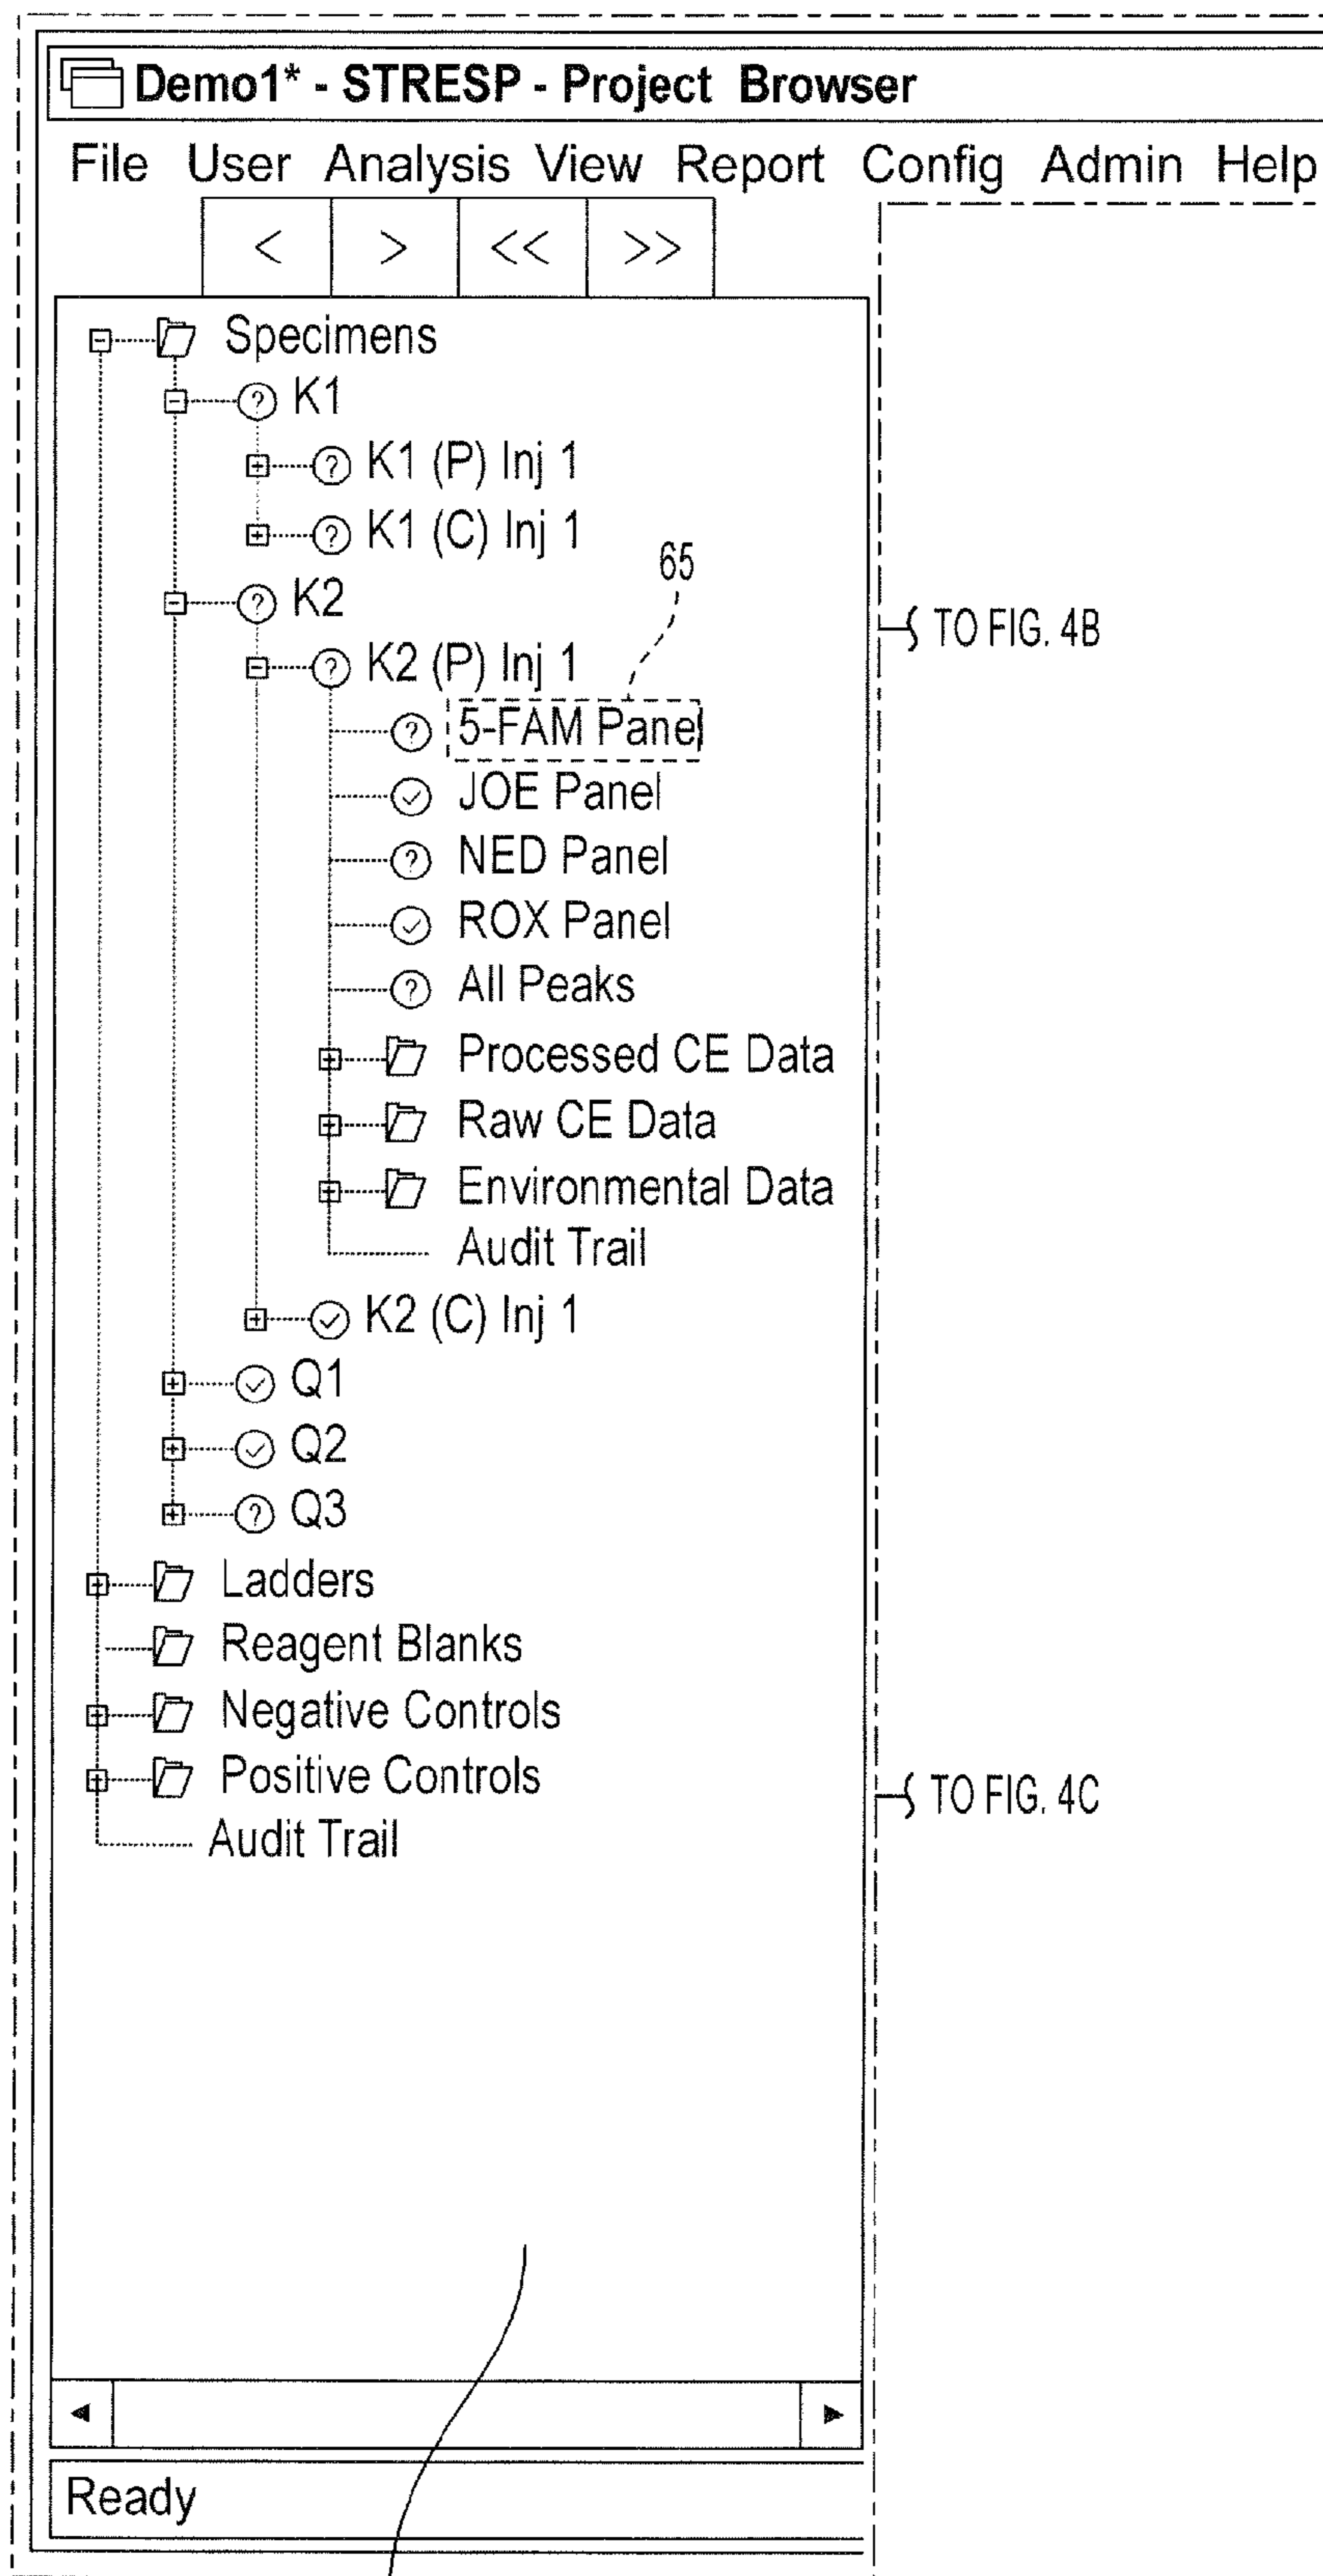 Demo1* - STRESP - Project Browser
File User Analysis View Report Config Admin Help
< > << >>
Specimens
? K1
? K1 (P) Inj 1
? K1 (C) Inj 1
65
? K2
TO FIG. 4B
? K2 (P) Inj 1
? 5-FAM Panel
JOE Panel
? NED Panel
ROX Panel
? All Peaks
Processed CE Data
Raw CE Data
Environmental Data
Audit Trail
K2 (C) Inj 1
Q1
Q2
? Q3
Ladders
Reagent Blanks
Negative Controls
Positive Controls
TO FIG. 4C
Audit Trail
Ready